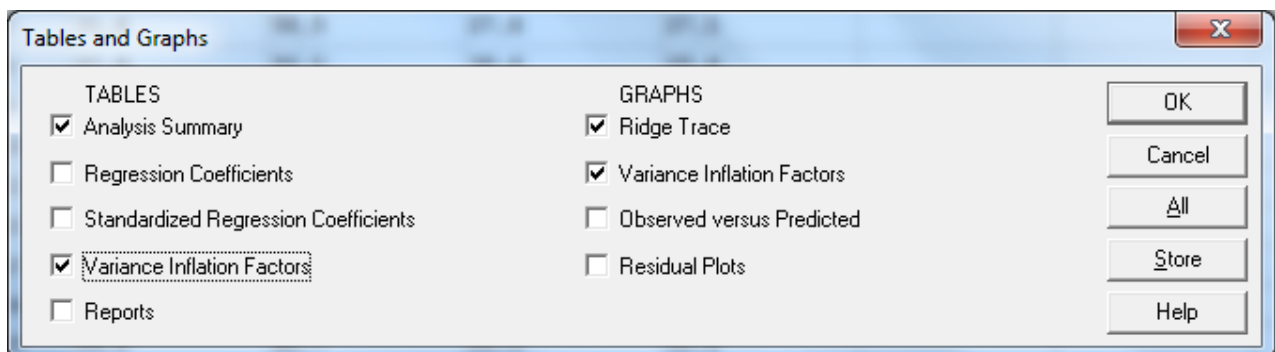 Tables and Graphs
TABLES
Analysis Summary
Regression Coefficients
Standardized Regression Coefficients
Variance Inflation Factors
Reports
GRAPHS
Ridge Trace
Variance Inflation Factors
Observed versus Predicted
Residual Plots
OK
Cancel
All
Store
Help